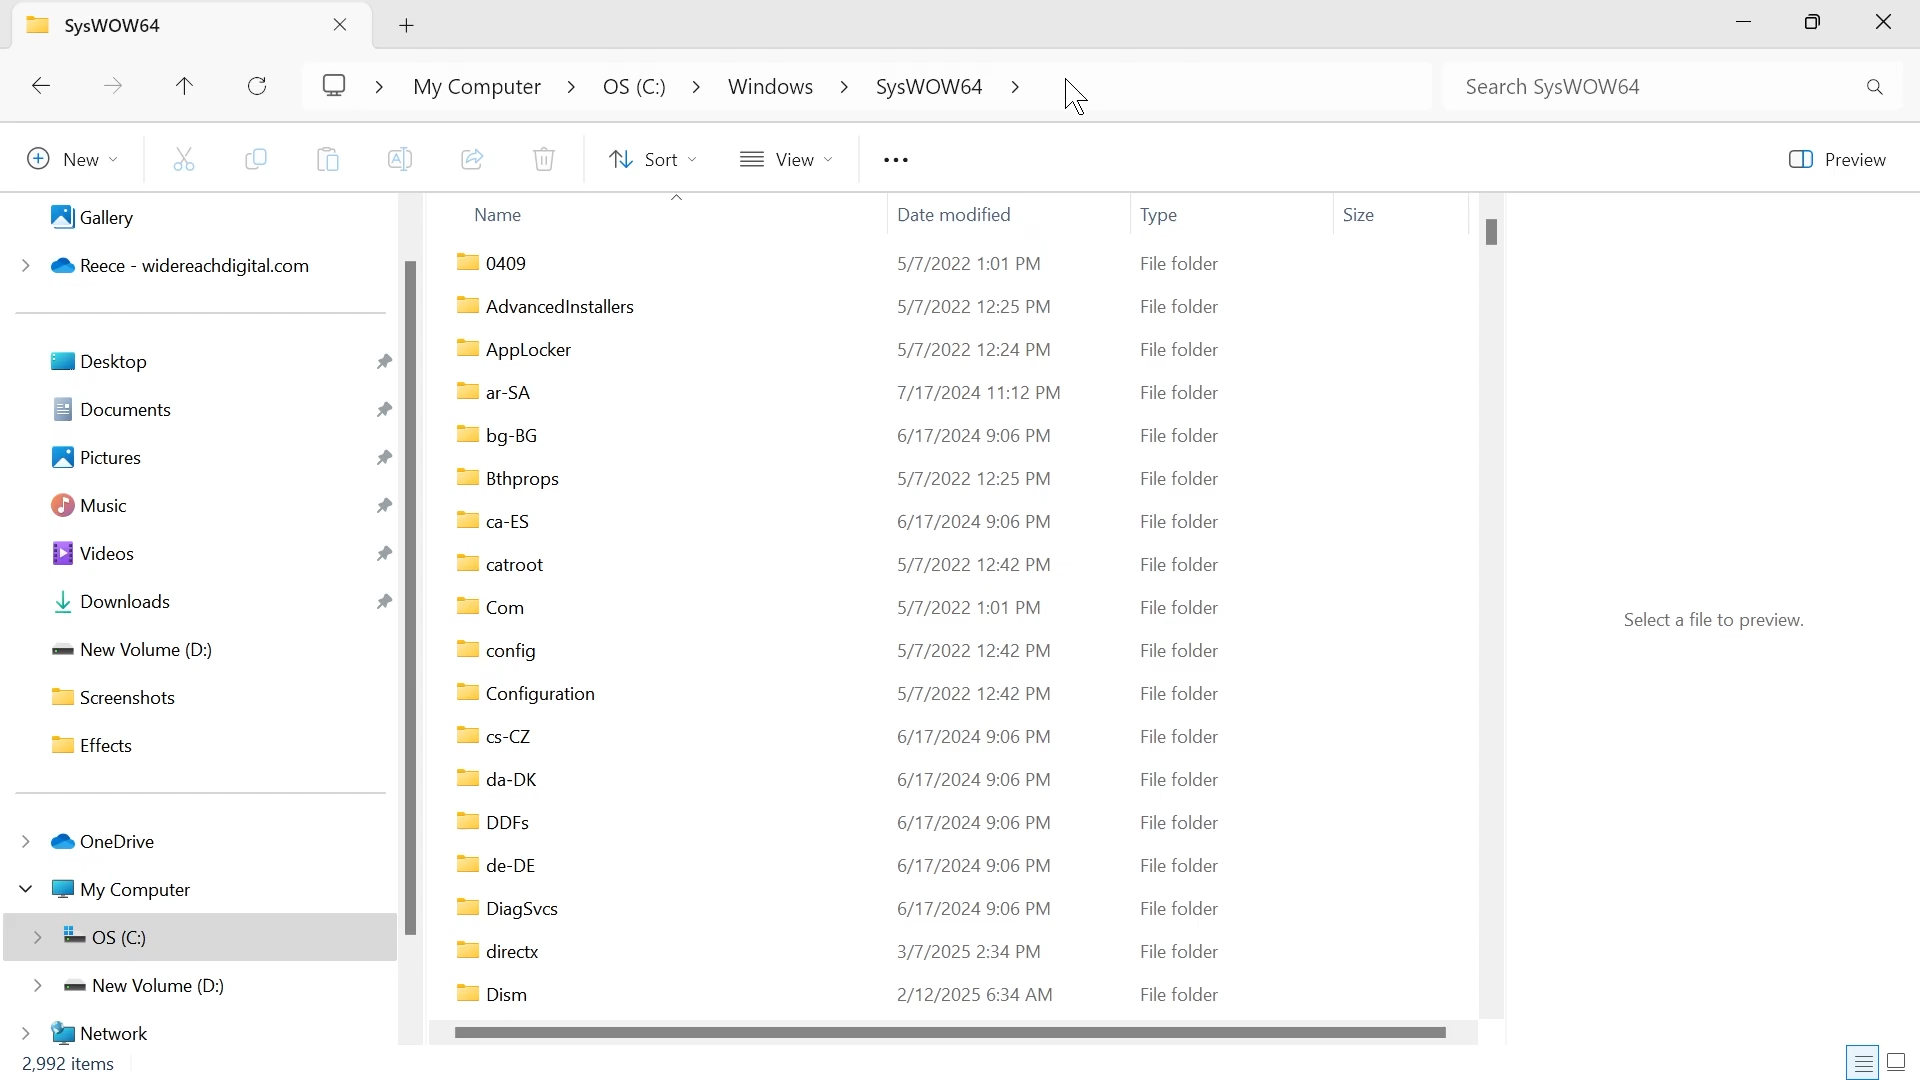 SysWOW64
My Computer > OS (C:) > Windows > SysWOW64 >
Search SysWOW64
New
Sort
View
Preview
Gallery
Reece - widereachdigital.com
Desktop
Documents
Pictures
Music
Videos
Downloads
New Volume (D:)
Screenshots
Effects
OneDrive
My Computer
OS (C:)
New Volume (D:)
Network
Name Date modified Type Size
0409 5/7/2022 1:01 PM File folder
AdvancedInstallers 5/7/2022 12:25 PM File folder
AppLocker 5/7/2022 12:24 PM File folder
ar-SA 7/17/2024 11:12 PM File folder
bg-BG 6/17/2024 9:06 PM File folder
Bthprops 5/7/2022 12:25 PM File folder
ca-ES 6/17/2024 9:06 PM File folder
catroot 5/7/2022 12:42 PM File folder
Com 5/7/2022 1:01 PM File folder
config 5/7/2022 12:42 PM File folder
Configuration 5/7/2022 12:42 PM File folder
cs-CZ 6/17/2024 9:06 PM File folder
da-DK 6/17/2024 9:06 PM File folder
DDFs 6/17/2024 9:06 PM File folder
de-DE 6/17/2024 9:06 PM File folder
DiagSvcs 6/17/2024 9:06 PM File folder
directx 3/7/2025 2:34 PM File folder
Dism 2/12/2025 6:34 AM File folder
Select a file to preview.
2,992 items